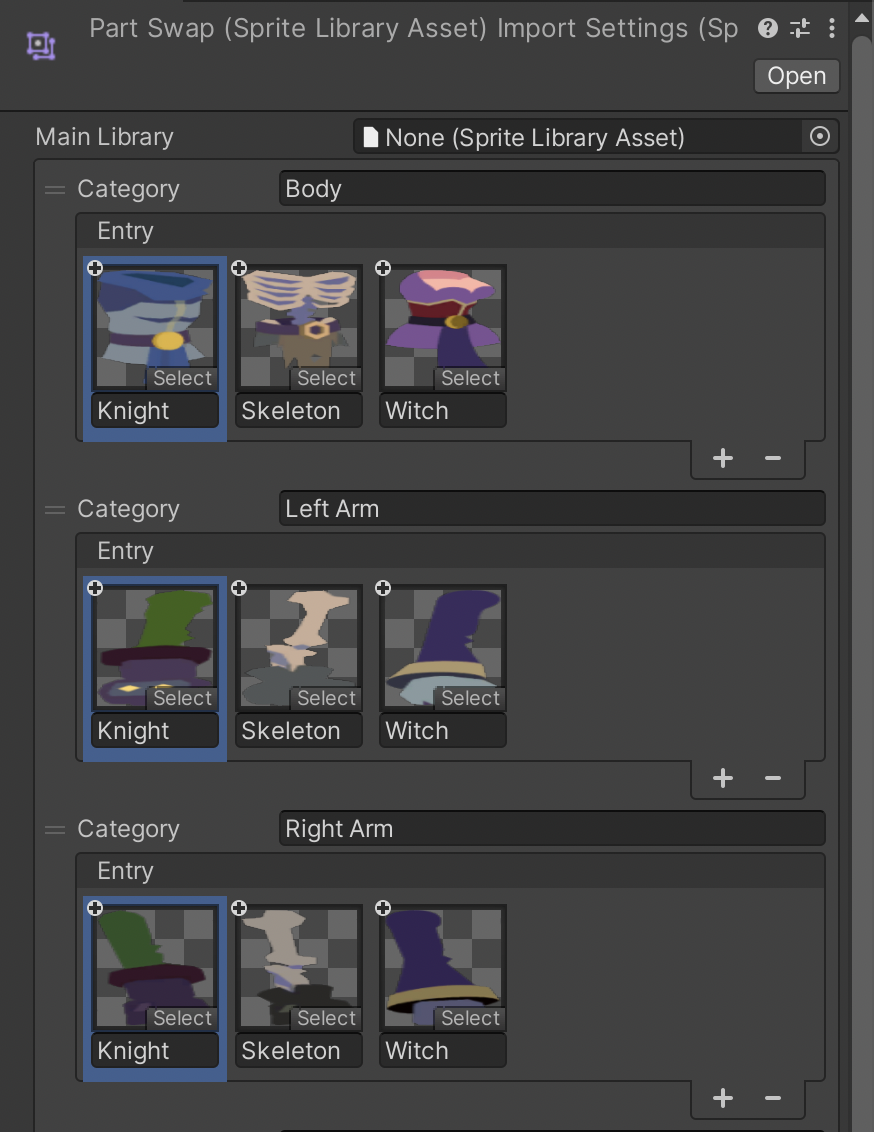 Part Swap (Sprite Library Asset) Import Settings (Sp
Open
Main Library None (Sprite Library Asset)
Category Body
Entry
Select Select Select
Knight Skeleton Witch
Category Left Arm
Entry
Select Select Select
Knight Skeleton Witch
Category Right Arm
Entry
Select Select Select
Knight Skeleton Witch